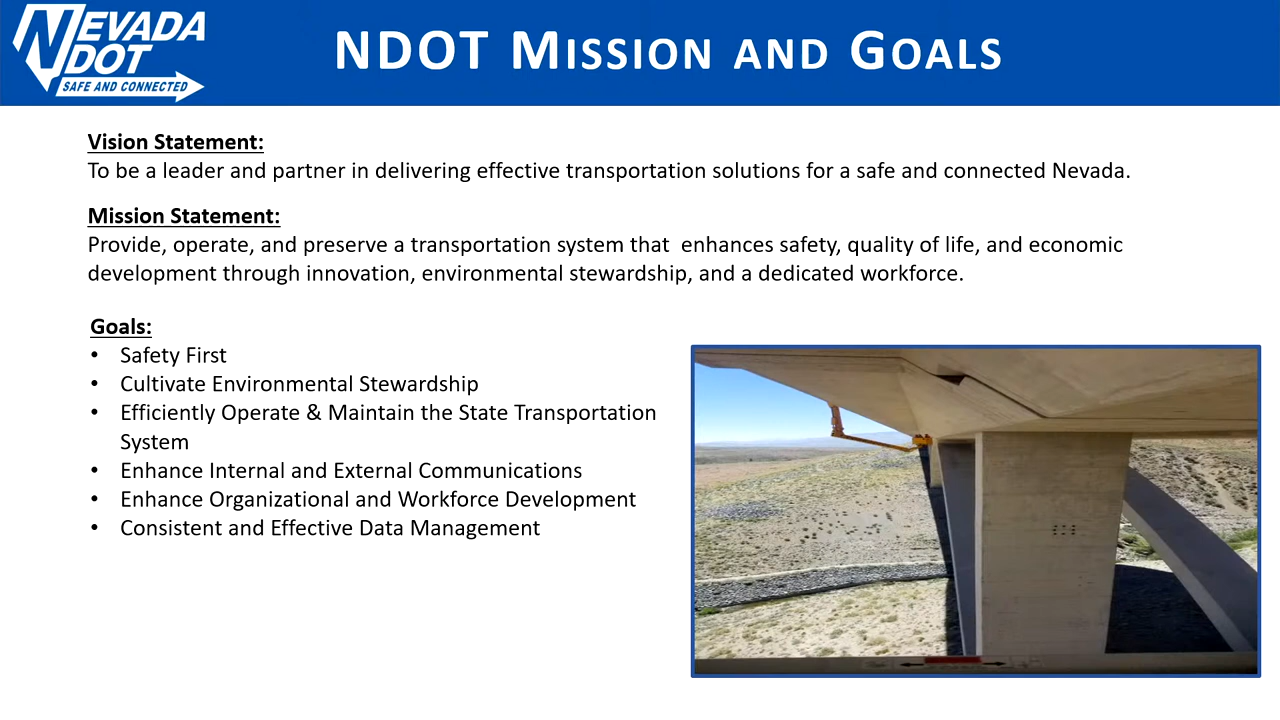 NEVADA
DOT
SAFE AND CONNECTED
NDOT MISSION AND GOALS
Vision Statement:
To be a leader and partner in delivering effective transportation solutions for a safe and connected Nevada.
Mission Statement:
Provide, operate, and preserve a transportation system that  enhances safety, quality of life, and economic
development through innovation, environmental stewardship, and a dedicated workforce.
Goals:
• Safety First
• Cultivate Environmental Stewardship
• Efficiently Operate & Maintain the State Transportation
System
• Enhance Internal and External Communications
• Enhance Organizational and Workforce Development
• Consistent and Effective Data Management